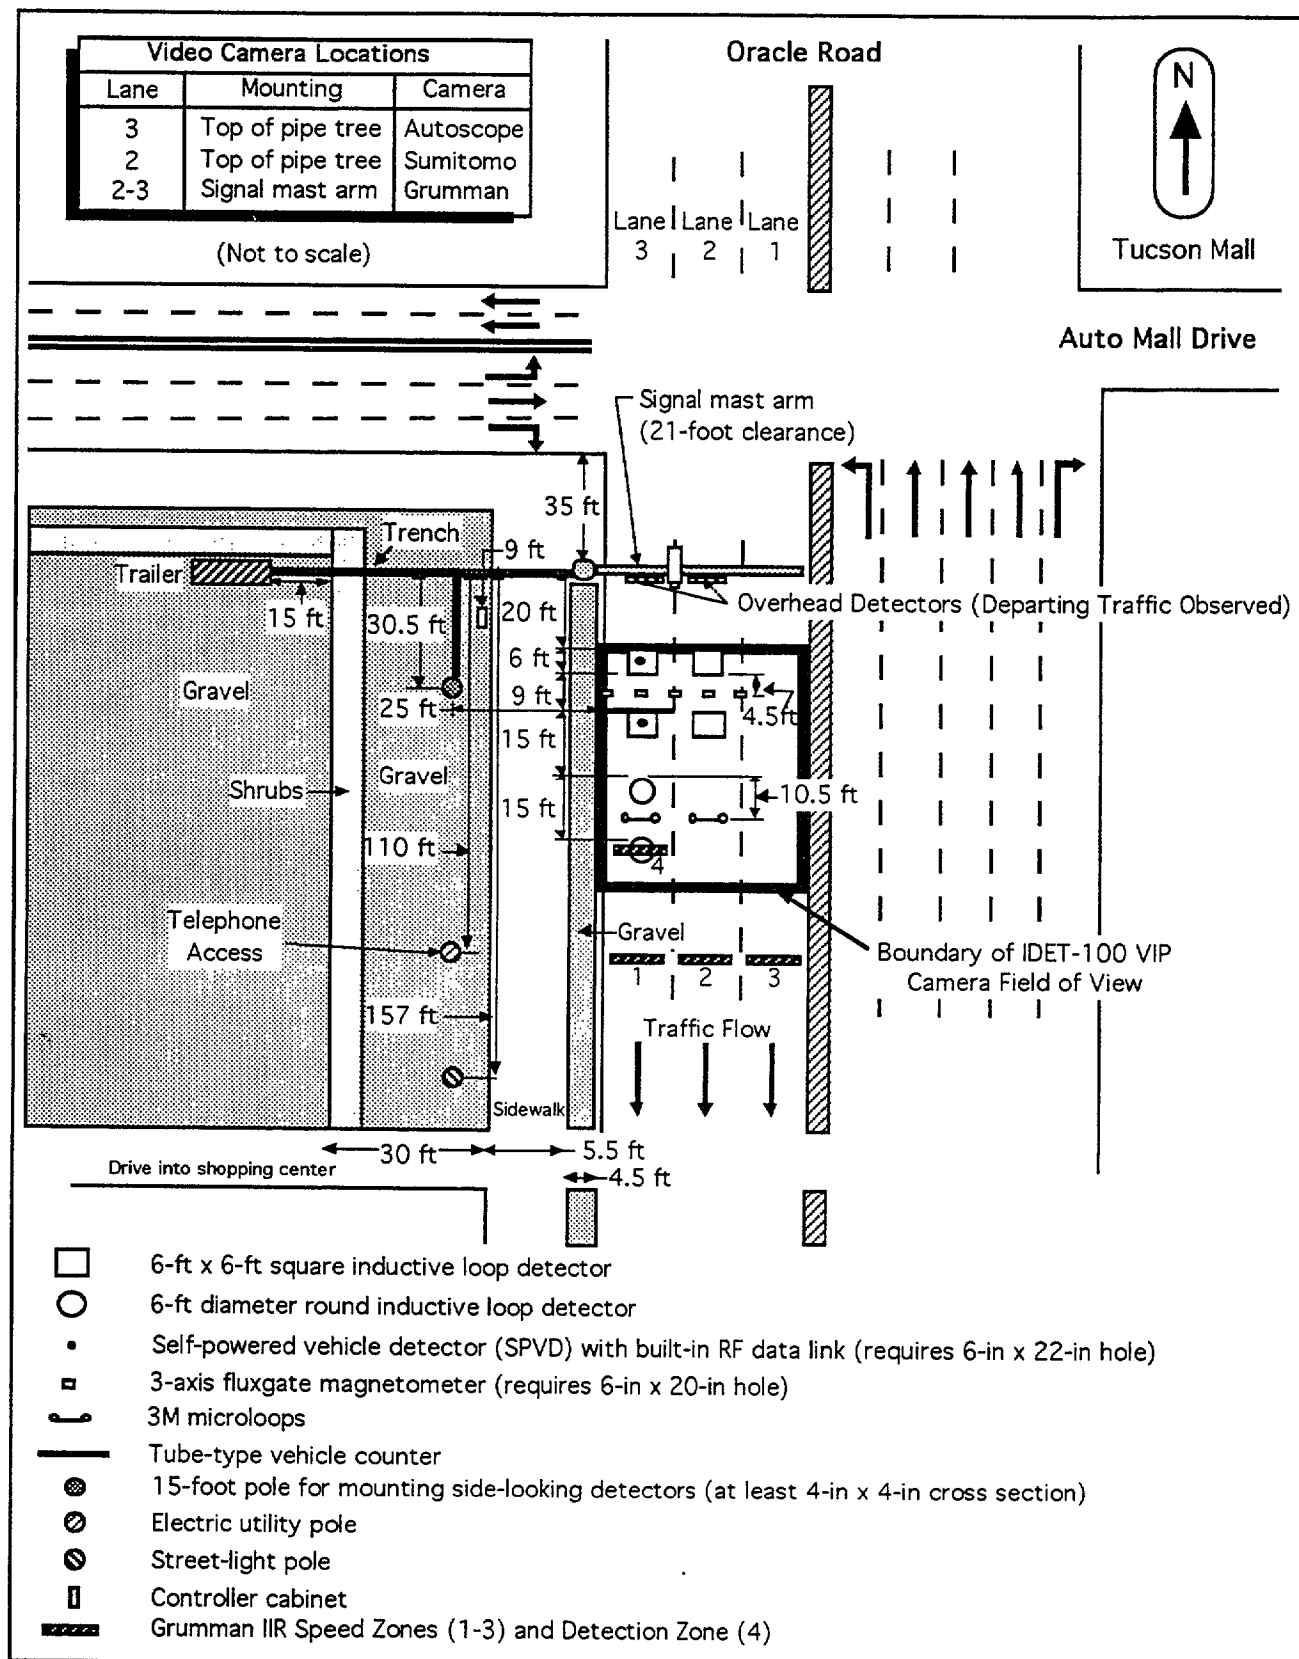 Video Camera Locations
Lane Mounting Camera
3 Top of pipe tree Autoscope
2 Top of pipe tree Sumitomo
2-3 Signal mast arm Grumman
(Not to scale)
Oracle Road
N
Tucson Mall
Lane Lane Lane
3 2 1
Auto Mall Drive
Signal mast arm
(21-foot clearance)
35 ft
Trench
9 ft
Trailer
15 ft
30.5 ft
20 ft
Overhead Detectors (Departing Traffic Observed)
6 ft
Gravel
9 ft
25 ft
4.5ft
15 ft
Gravel
Shrubs
15 ft
10.5 ft
110 ft
4
Telephone
Access
Gravel
Boundary of IDET-100 VIP
Camera Field of View
1 2 3
157 ft
Traffic Flow
Sidewalk
30 ft
5.5 ft
Drive into shopping center
4.5 ft
6-ft x 6-ft square inductive loop detector
6-ft diameter round inductive loop detector
Self-powered vehicle detector (SPVD) with built-in RF data link (requires 6-in x 22-in hole)
3-axis fluxgate magnetometer (requires 6-in x 20-in hole)
3M microloops
Tube-type vehicle counter
15-foot pole for mounting side-looking detectors (at least 4-in x 4-in cross section)
Electric utility pole
Street-light pole
Controller cabinet
Grumman IIR Speed Zones (1-3) and Detection Zone (4)